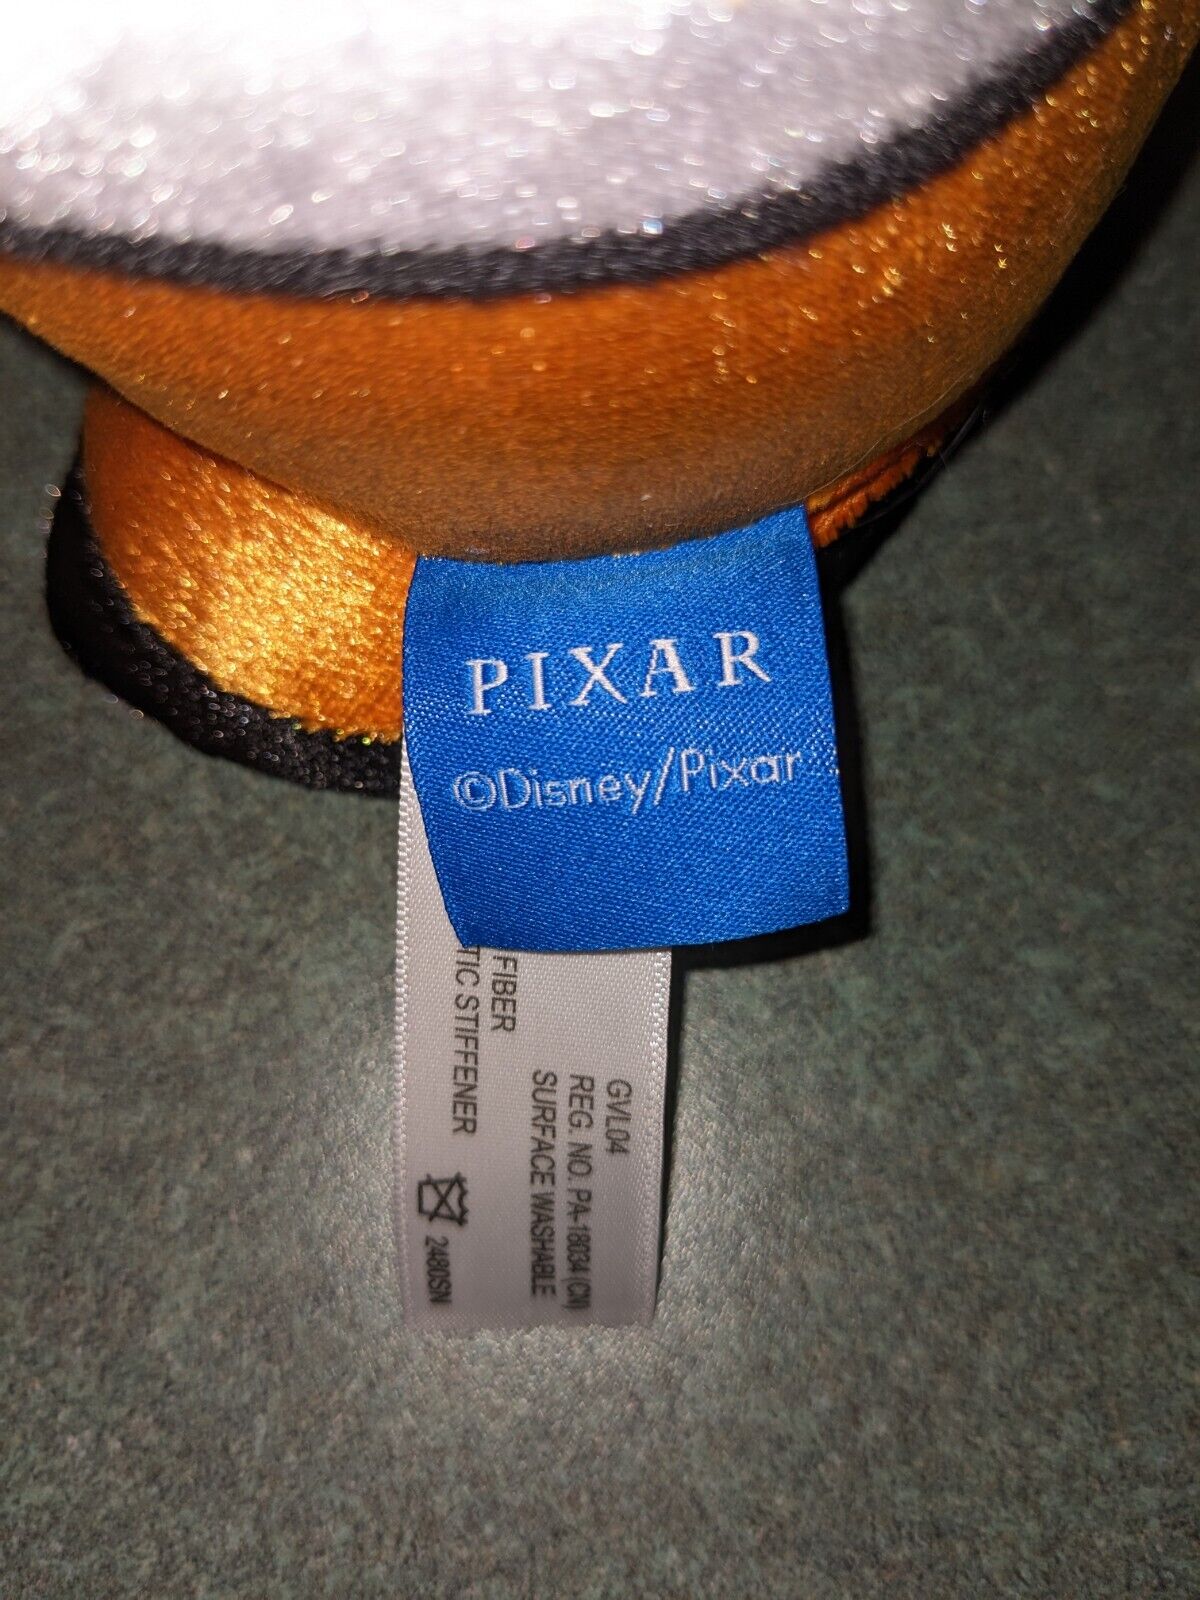 PIXAR
©Disney/Pixar
GVL04
REG. NO. PA-18034 (CN)
SURFACE WASHABLE
FIBER
TIC STIFFENER
2480SN